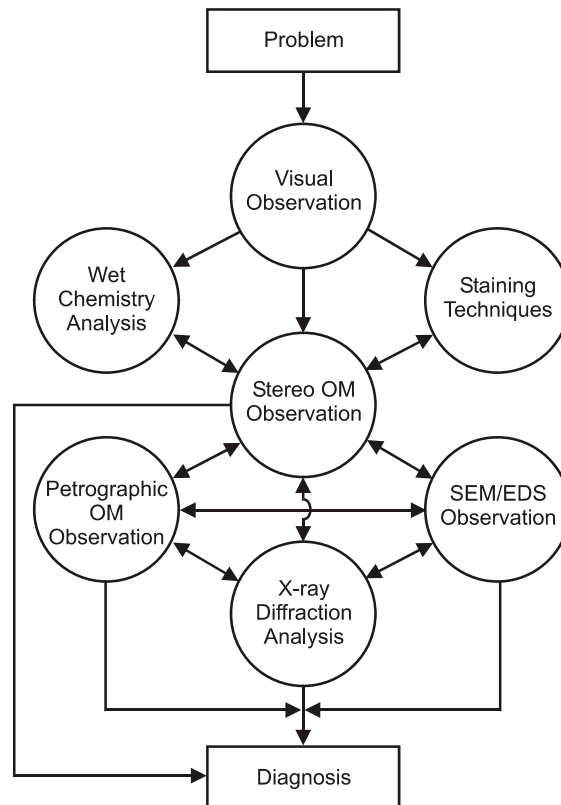 Problem
Visual
Observation
Wet
Chemistry
Analysis
Staining
Techniques
Stereo OM
Observation
Petrographic
OM
Observation
SEM/EDS
Observation
X-ray
Diffraction
Analysis
Diagnosis